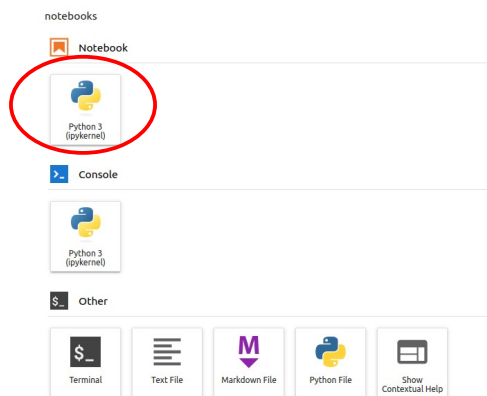 notebooks
Notebook
Python 3
(ipykernel)
>_ Console
Python 3
(ipykernel)
$_ Other
$_
M
Terminal
Text File
Markdown File
Python File
Show
Contextual Help